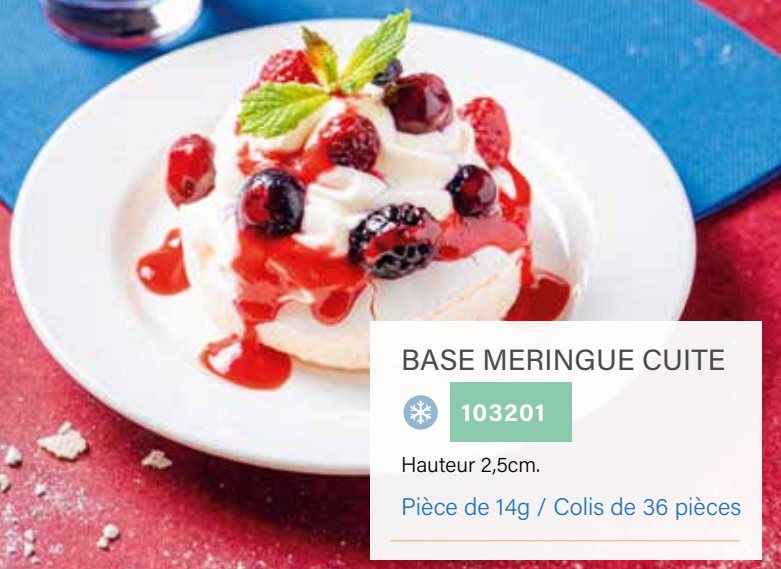 BASE MERINGUE CUITE
103201
Hauteur 2,5cm.
Pièce de 14g / Colis de 36 pièces